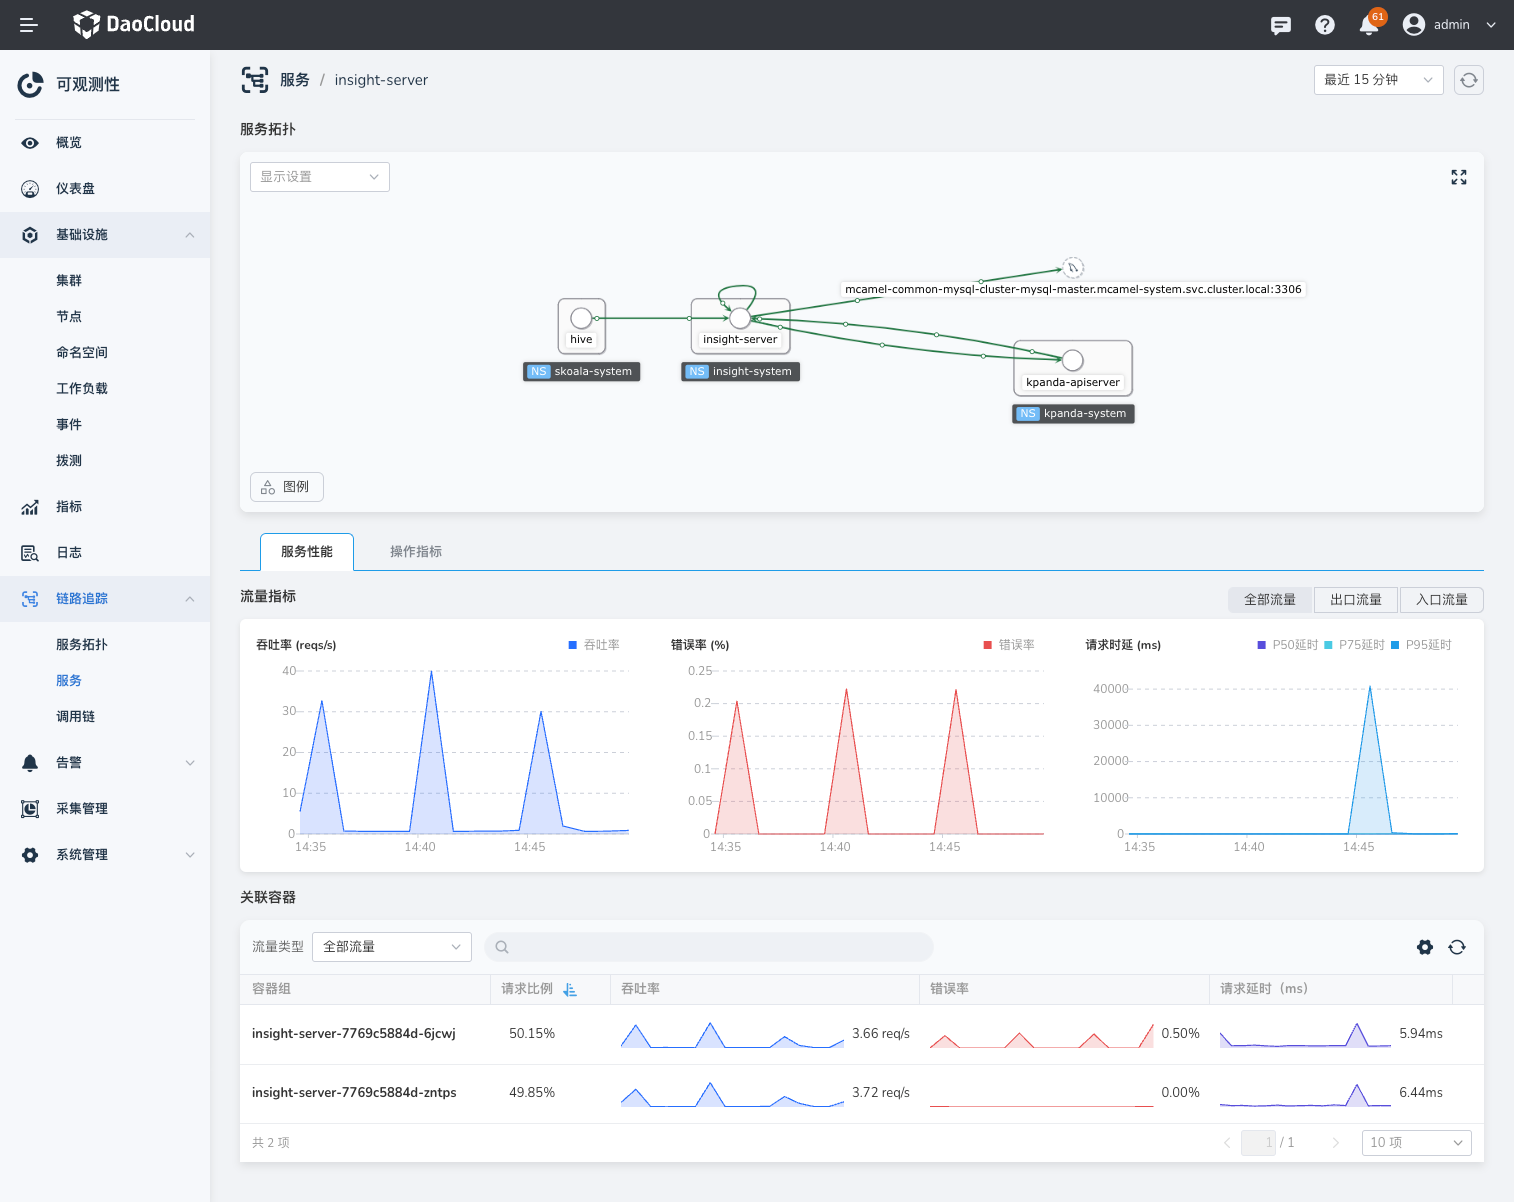 DaoCloud
61
admin
可观测性
概览
仪表盘
基础设施
集群
节点
命名空间
工作负载
事件
拨测
指标
日志
链路追踪
服务拓扑
服务
调用链
告警
采集管理
系统管理
服务 / insight-server
最近 15 分钟
服务拓扑
显示设置
mcamel-common-mysql-cluster-mysql-master.mcamel-system.svc.cluster.local:3306
hive
NS skoala-system
insight-server
NS insight-system
kpanda-apiserver
NS kpanda-system
图例
服务性能
操作指标
流量指标
全部流量
出口流量
入口流量
吞吐率 (reqs/s)
吞吐率
40
30
20
10
0
14:35
14:40
14:45
错误率 (%)
错误率
0.25
0.2
0.15
0.1
0.05
0
14:35
14:40
14:45
请求时延 (ms)
P50延时
P75延时
P95延时
40000
30000
20000
10000
0
14:35
14:40
14:45
关联容器
流量类型
全部流量
容器组 请求比例 吞吐率 错误率 请求延时（ms）
insight-server-7769c5884d-6jcwj 50.15% 3.66 req/s 0.50% 5.94ms
insight-server-7769c5884d-zntps 49.85% 3.72 req/s 0.00% 6.44ms
共 2 项
1 / 1
10 项